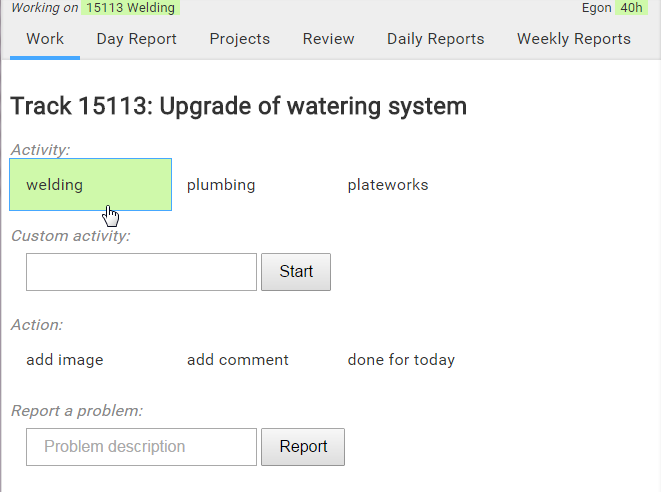 Working on 15113 Welding Egon 40h
Work Day Report Projects Review Daily Reports Weekly Reports
Track 15113: Upgrade of watering system
Activity:
welding plumbing plateworks
Custom activity:
Start
Action:
add image add comment done for today
Report a problem:
Problem description Report